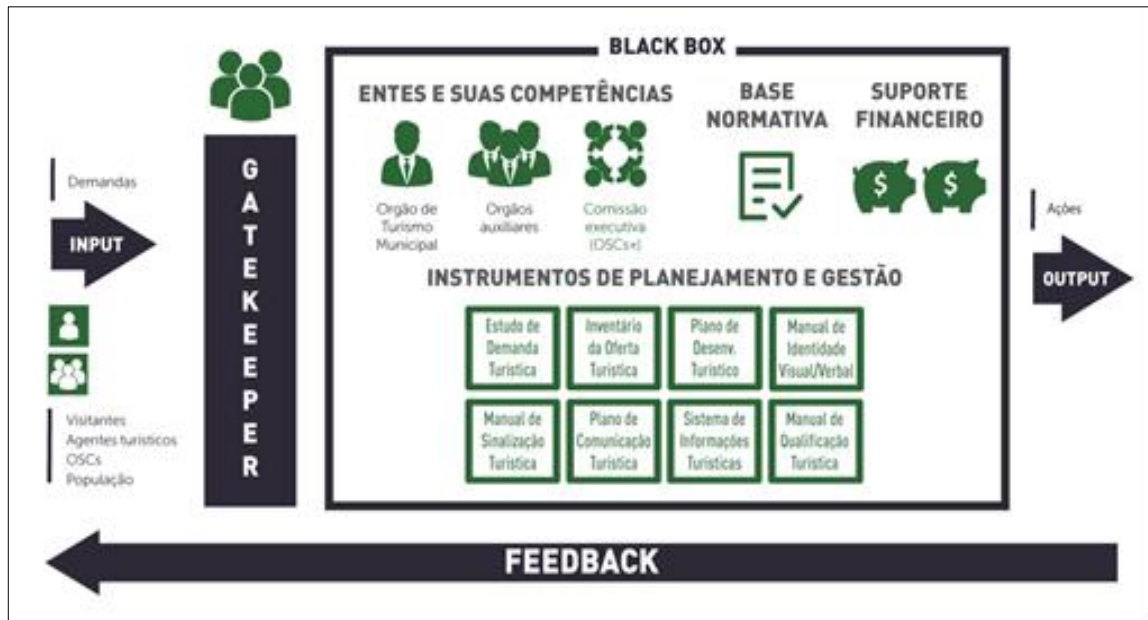 Demandas
INPUT
Visitantes
Agentes turísticos
OSCs
População
GATEKEEPER
BLACK BOX
ENTES E SUAS COMPETÊNCIAS
Orgão de
Turismo
Municipal
Orgãos
auxiliares
Comissão
executiva
(OSCs+)
BASE
NORMATIVA
SUPORTE
FINANCEIRO
$ $
INSTRUMENTOS DE PLANEJAMENTO E GESTÃO
Estudo de
Demanda
Turística
Inventário
da Oferta
Turística
Plano de
Desenv.
Turístico
Manual de
Identidade
Visual/Verbal
Manual de
Sinalização
Turística
Plano de
Comunicação
Turística
Sistema de
Informações
Turísticas
Manual de
Qualificação
Turística
Ações
OUTPUT
FEEDBACK